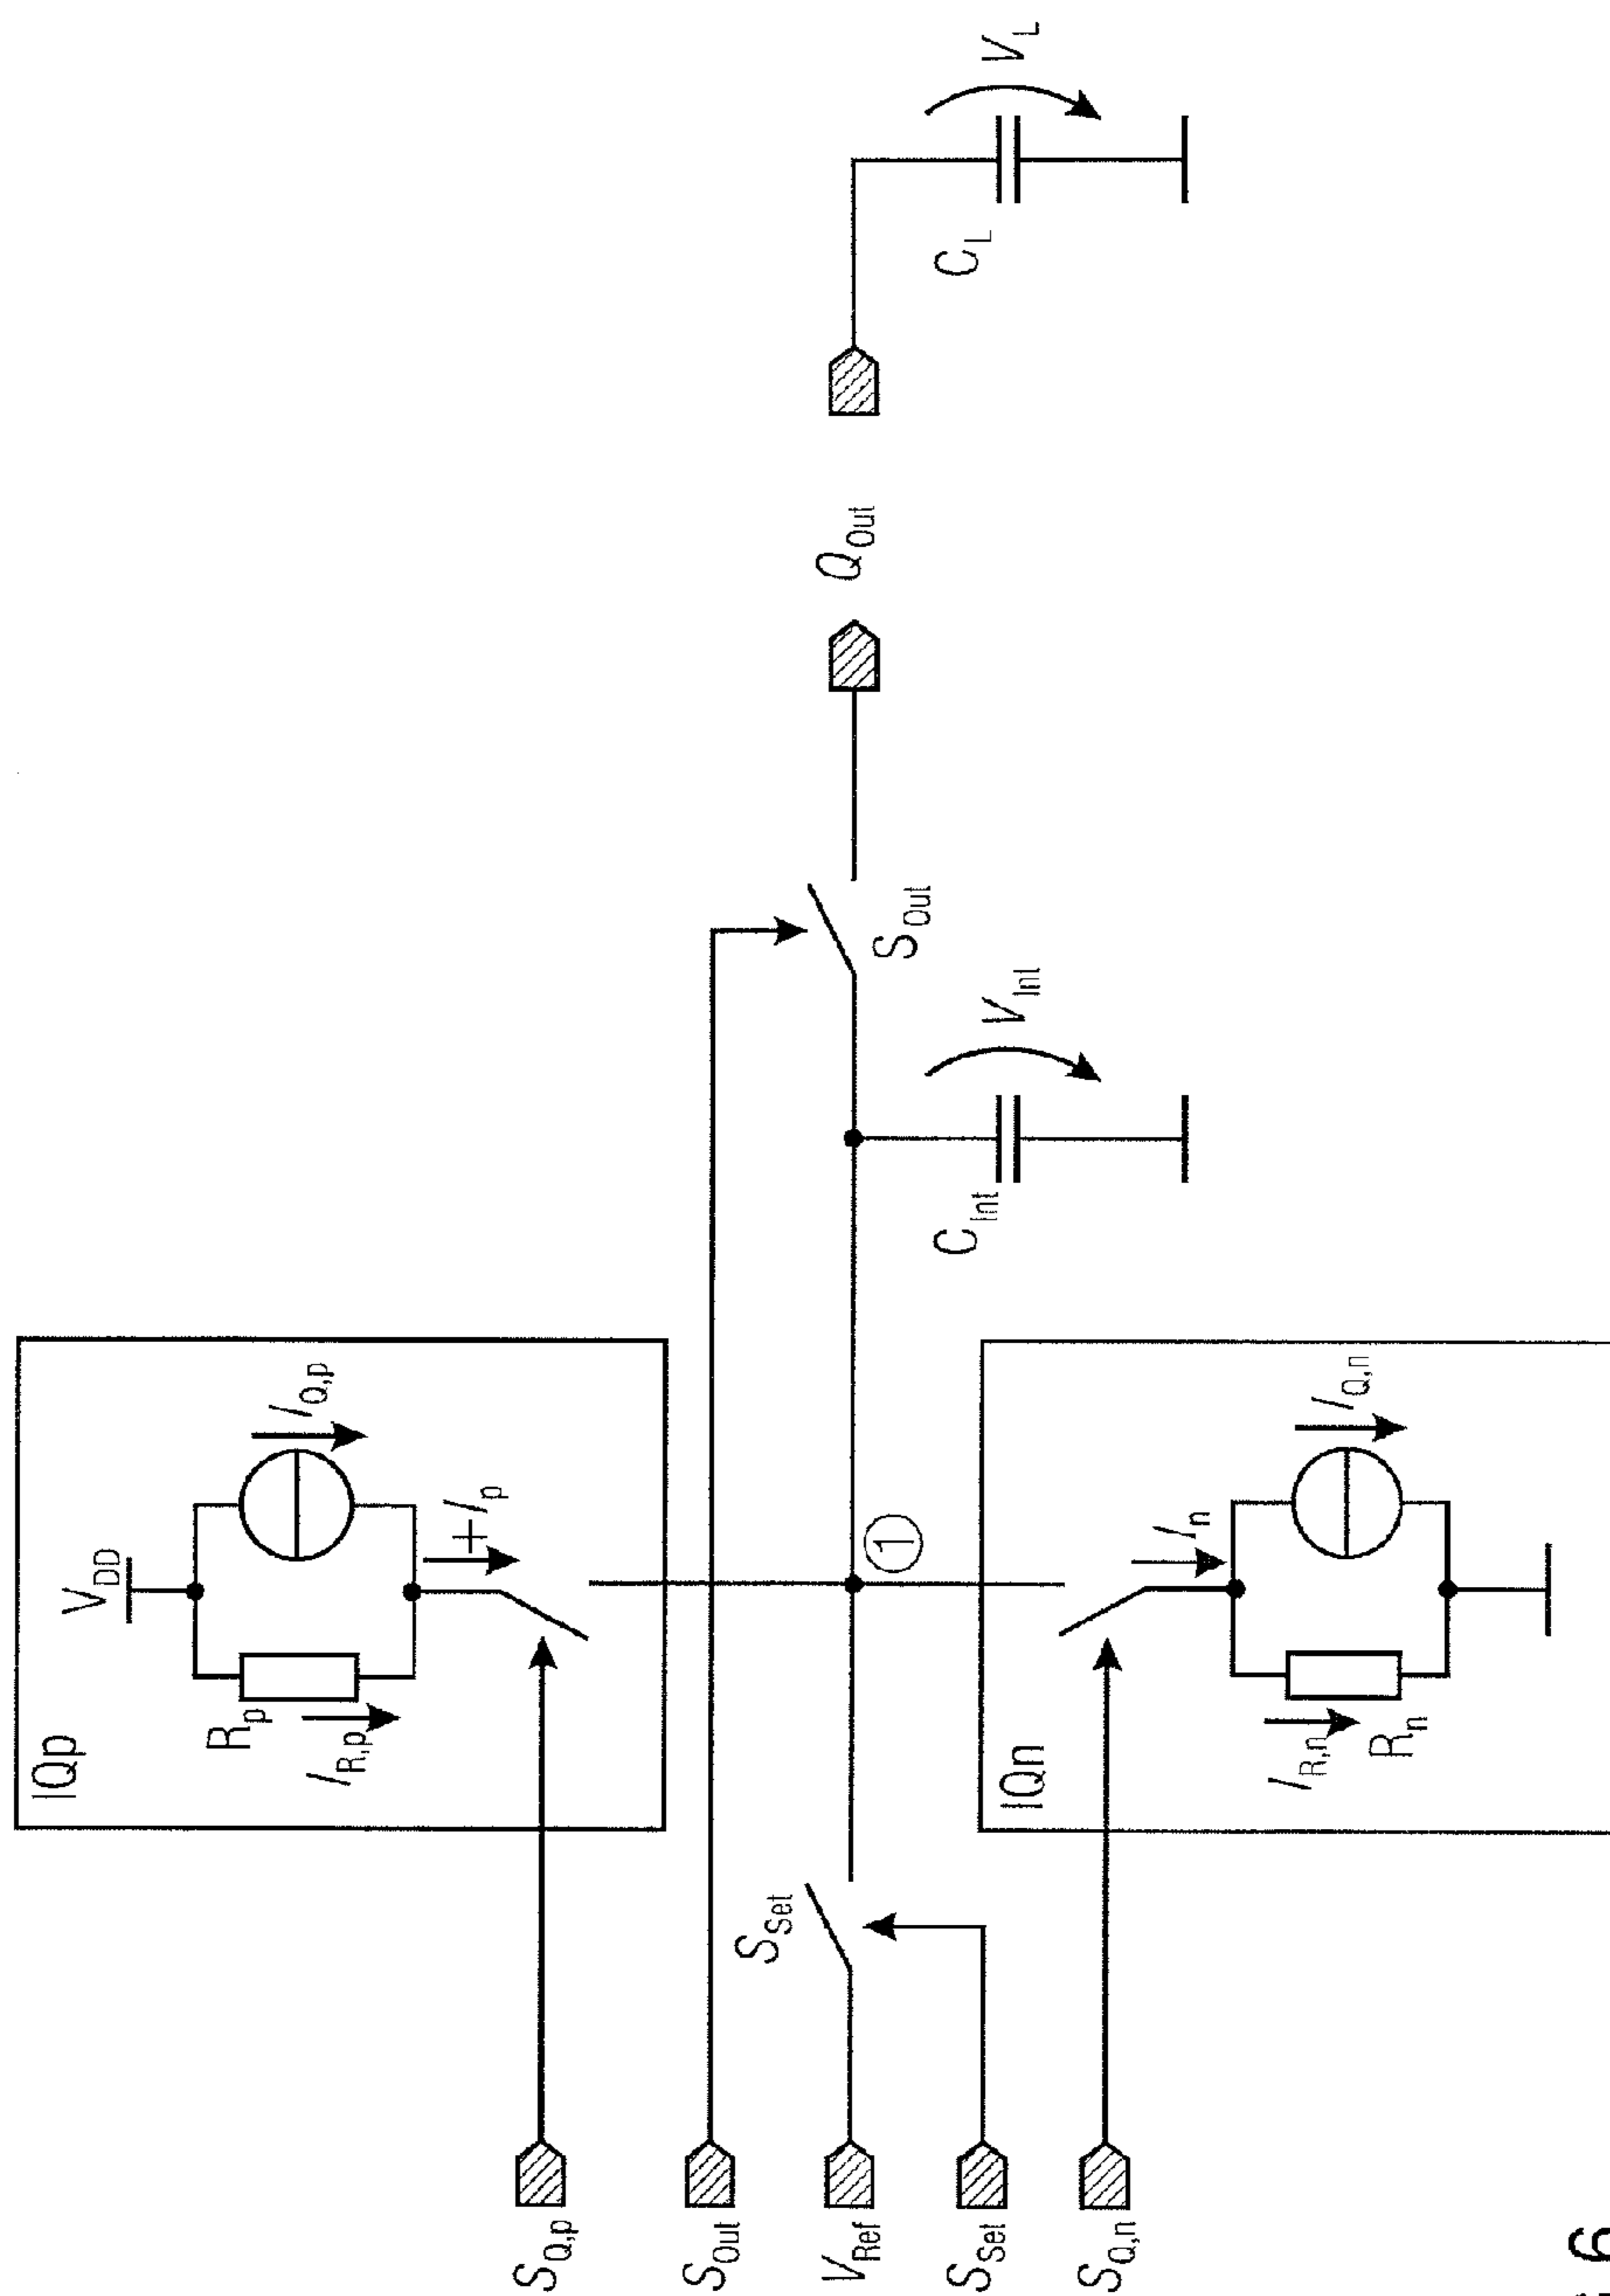 IQp
V_DD
R_p
I_R,p
I_Q,p
+I_p
S_Q,p
S_Out
V_Ref
S_Set
S_Q,n
S_Set
1
S_Out
Q_Out
C_Int
V_Int
C_L
V_L
IQn
I_n
I_Q,n
I_R,n
R_n
6